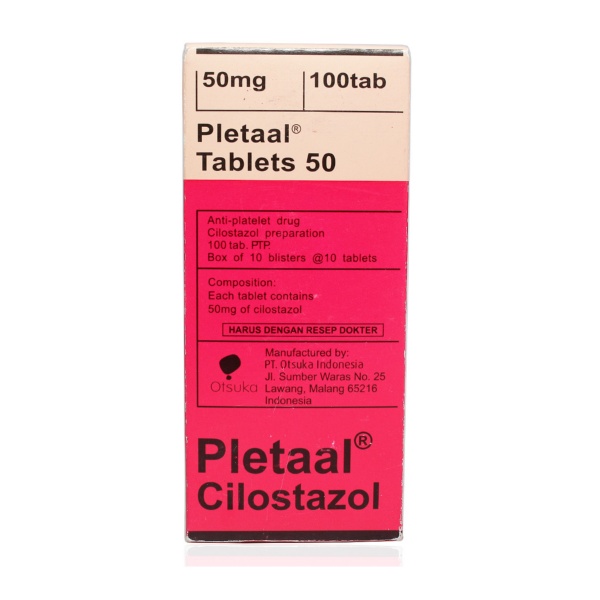 50mg 100tab
Pletaal®
Tablets 50
Anti-platelet drug
Cilostazol preparation
100 tab. PTP.
Box of 10 blisters @10 tablets
Composition:
Each tablet contains
50mg of cilostazol
HARUS DENGAN RESEP DOKTER
Otsuka
Manufactured by:
PT. Otsuka Indonesia
Jl. Sumber Waras No. 25
Lawang, Malang 65216
Indonesia
Pletaal®
Cilostazol